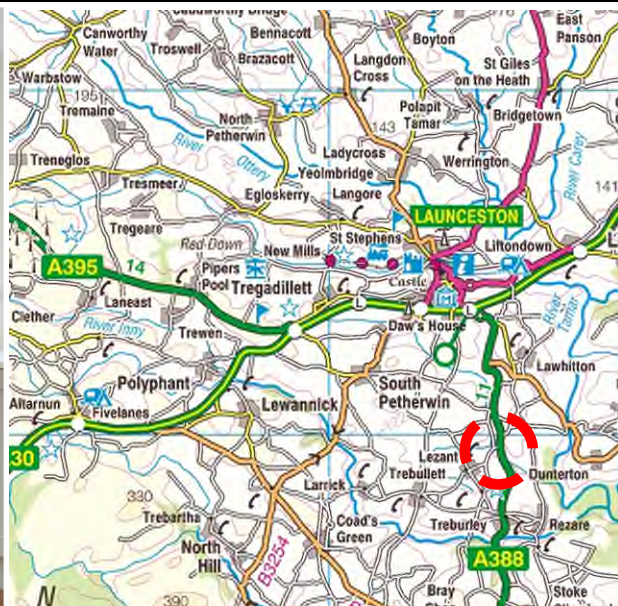 Canworthy
Water
Bennacott
Boyton
East
Panson
Troswell
Brazacott
Langdon
Cross
St Giles
on the Heath
Warbstow
195
Tremaine
North
Petherwin
Polapit
Tamar
Bridgetown
143
River
Ottery
Ladycross
Yeolmbridge
Werrington
River Carey
Treneglos
Tresmeer
Egloskerry
Langore
141
LAUNCESTON
Tregeare
Red Down
New Mills
St Stephens
Liftondown
A395
14
Pipers
Pool
Tregadillett
Castle
Laneast
Clether
River Inny
Trewen
Daw's House
River
Tamar
Polyphant
South
Petherwin
Lawhitton
11
Altarnun
Fivelanes
Lewannick
30
Lezant
Trebullett
Dunterton
Larrick
330
Trebartha
Coad's
Green
Treburley
Rezare
North
Hill
B3254
A388
N
390
Bray
Stoke